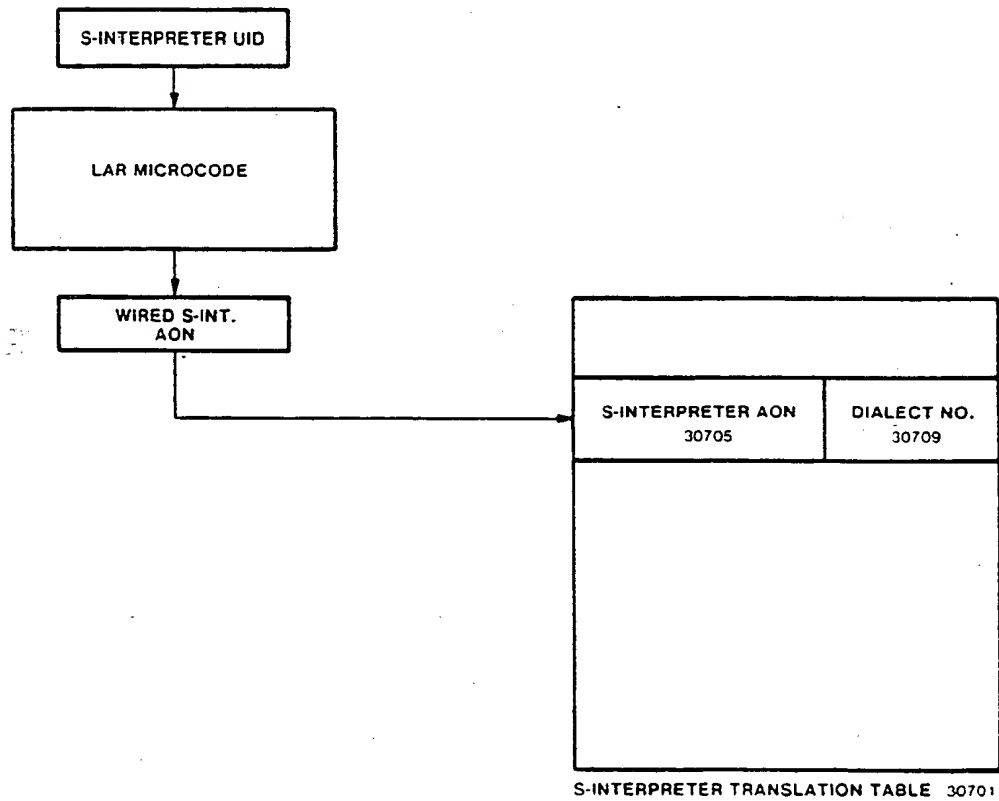 S-INTERPRETER UID
LAR MICROCODE
WIRED S-INT.
AON
S-INTERPRETER AON
30705
DIALECT NO.
30709
S-INTERPRETER TRANSLATION TABLE 30701